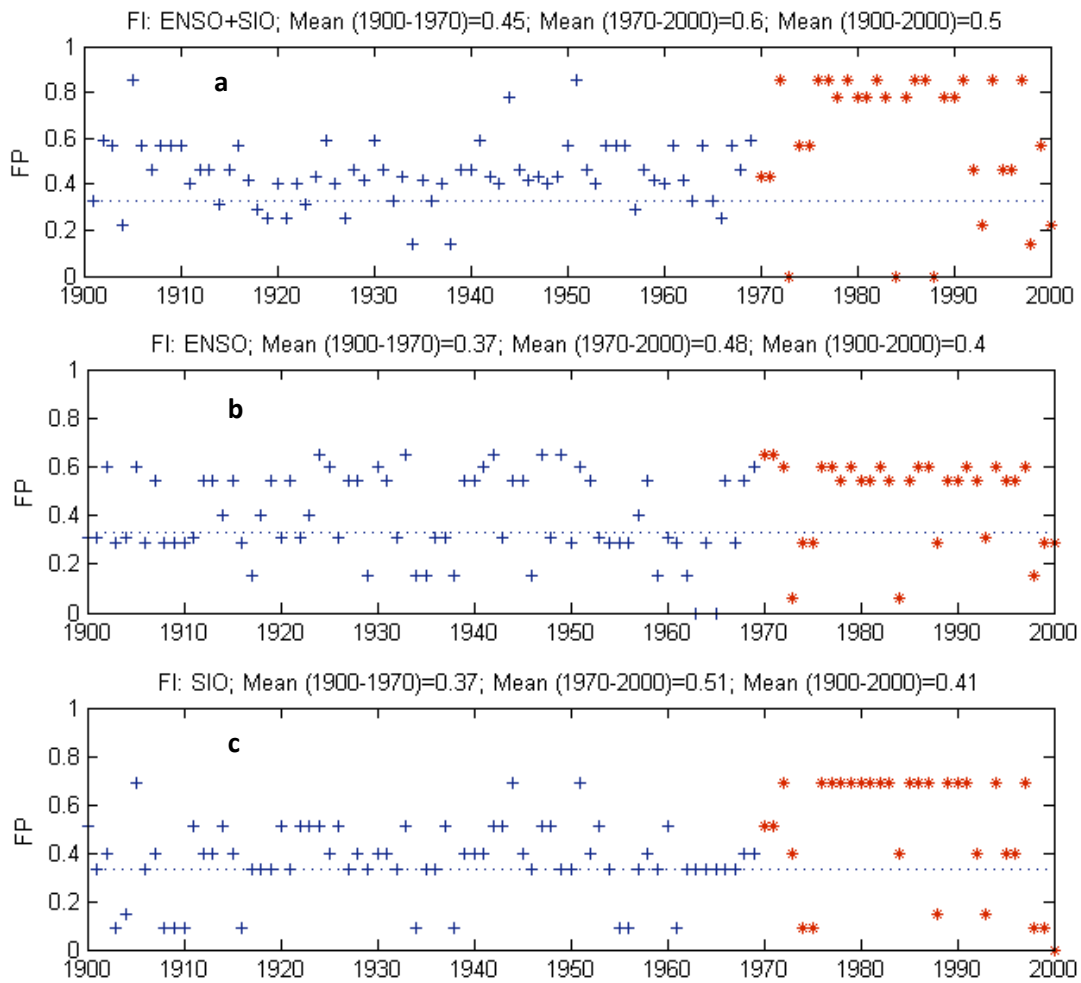 FI: ENSO+SIO; Mean (1900-1970)=0.45; Mean (1970-2000)=0.6; Mean (1900-2000)=0.5
1
a
0.8
0.6
FP
0.4
0.2
0
1900 1910 1920 1930 1940 1950 1960 1970 1980 1990 2000
FI: ENSO; Mean (1900-1970)=0.37; Mean (1970-2000)=0.48; Mean (1900-2000)=0.4
1
b
0.8
0.6
FP
0.4
0.2
0
1900 1910 1920 1930 1940 1950 1960 1970 1980 1990 2000
FI: SIO; Mean (1900-1970)=0.37; Mean (1970-2000)=0.51; Mean (1900-2000)=0.41
1
c
0.8
0.6
FP
0.4
0.2
0
1900 1910 1920 1930 1940 1950 1960 1970 1980 1990 2000